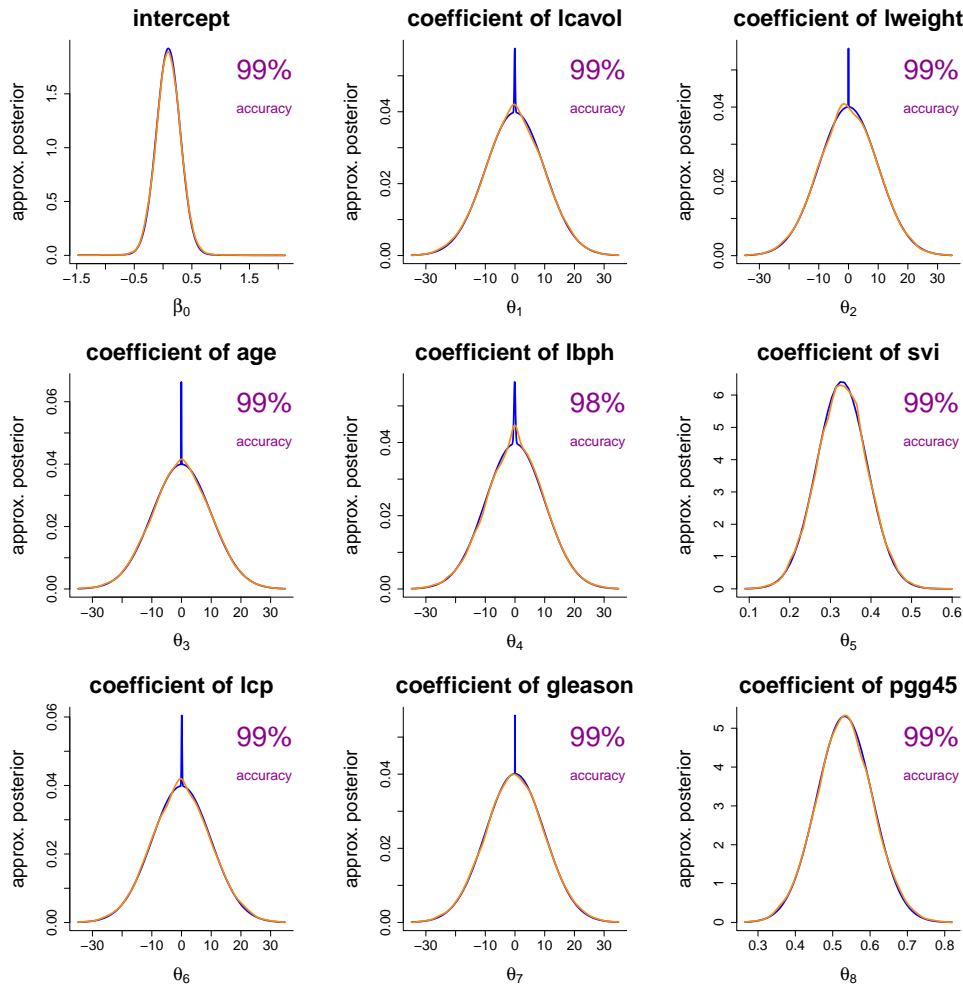 intercept
99%
accuracy
approx. posterior
0.0 0.5 1.0 1.5
−1.5 −0.5 0.5 1.5
β0
coefficient of lcavol
99%
accuracy
approx. posterior
0.00 0.02 0.04
−30 −10 0 10 30
θ1
coefficient of lweight
99%
accuracy
approx. posterior
0.00 0.02 0.04
−30 −10 0 10 30
θ2
coefficient of age
99%
accuracy
approx. posterior
0.00 0.02 0.04 0.06
−30 −10 0 10 30
θ3
coefficient of lbph
98%
accuracy
approx. posterior
0.00 0.02 0.04
−30 −10 0 10 30
θ4
coefficient of svi
99%
accuracy
approx. posterior
0 1 2 3 4 5 6
0.1 0.2 0.3 0.4 0.5 0.6
θ5
coefficient of lcp
99%
accuracy
approx. posterior
0.00 0.02 0.04 0.06
−30 −10 0 10 30
θ6
coefficient of gleason
99%
accuracy
approx. posterior
0.00 0.02 0.04
−30 −10 0 10 30
θ7
coefficient of pgg45
99%
accuracy
approx. posterior
0 1 2 3 4 5
0.3 0.4 0.5 0.6 0.7 0.8
θ8